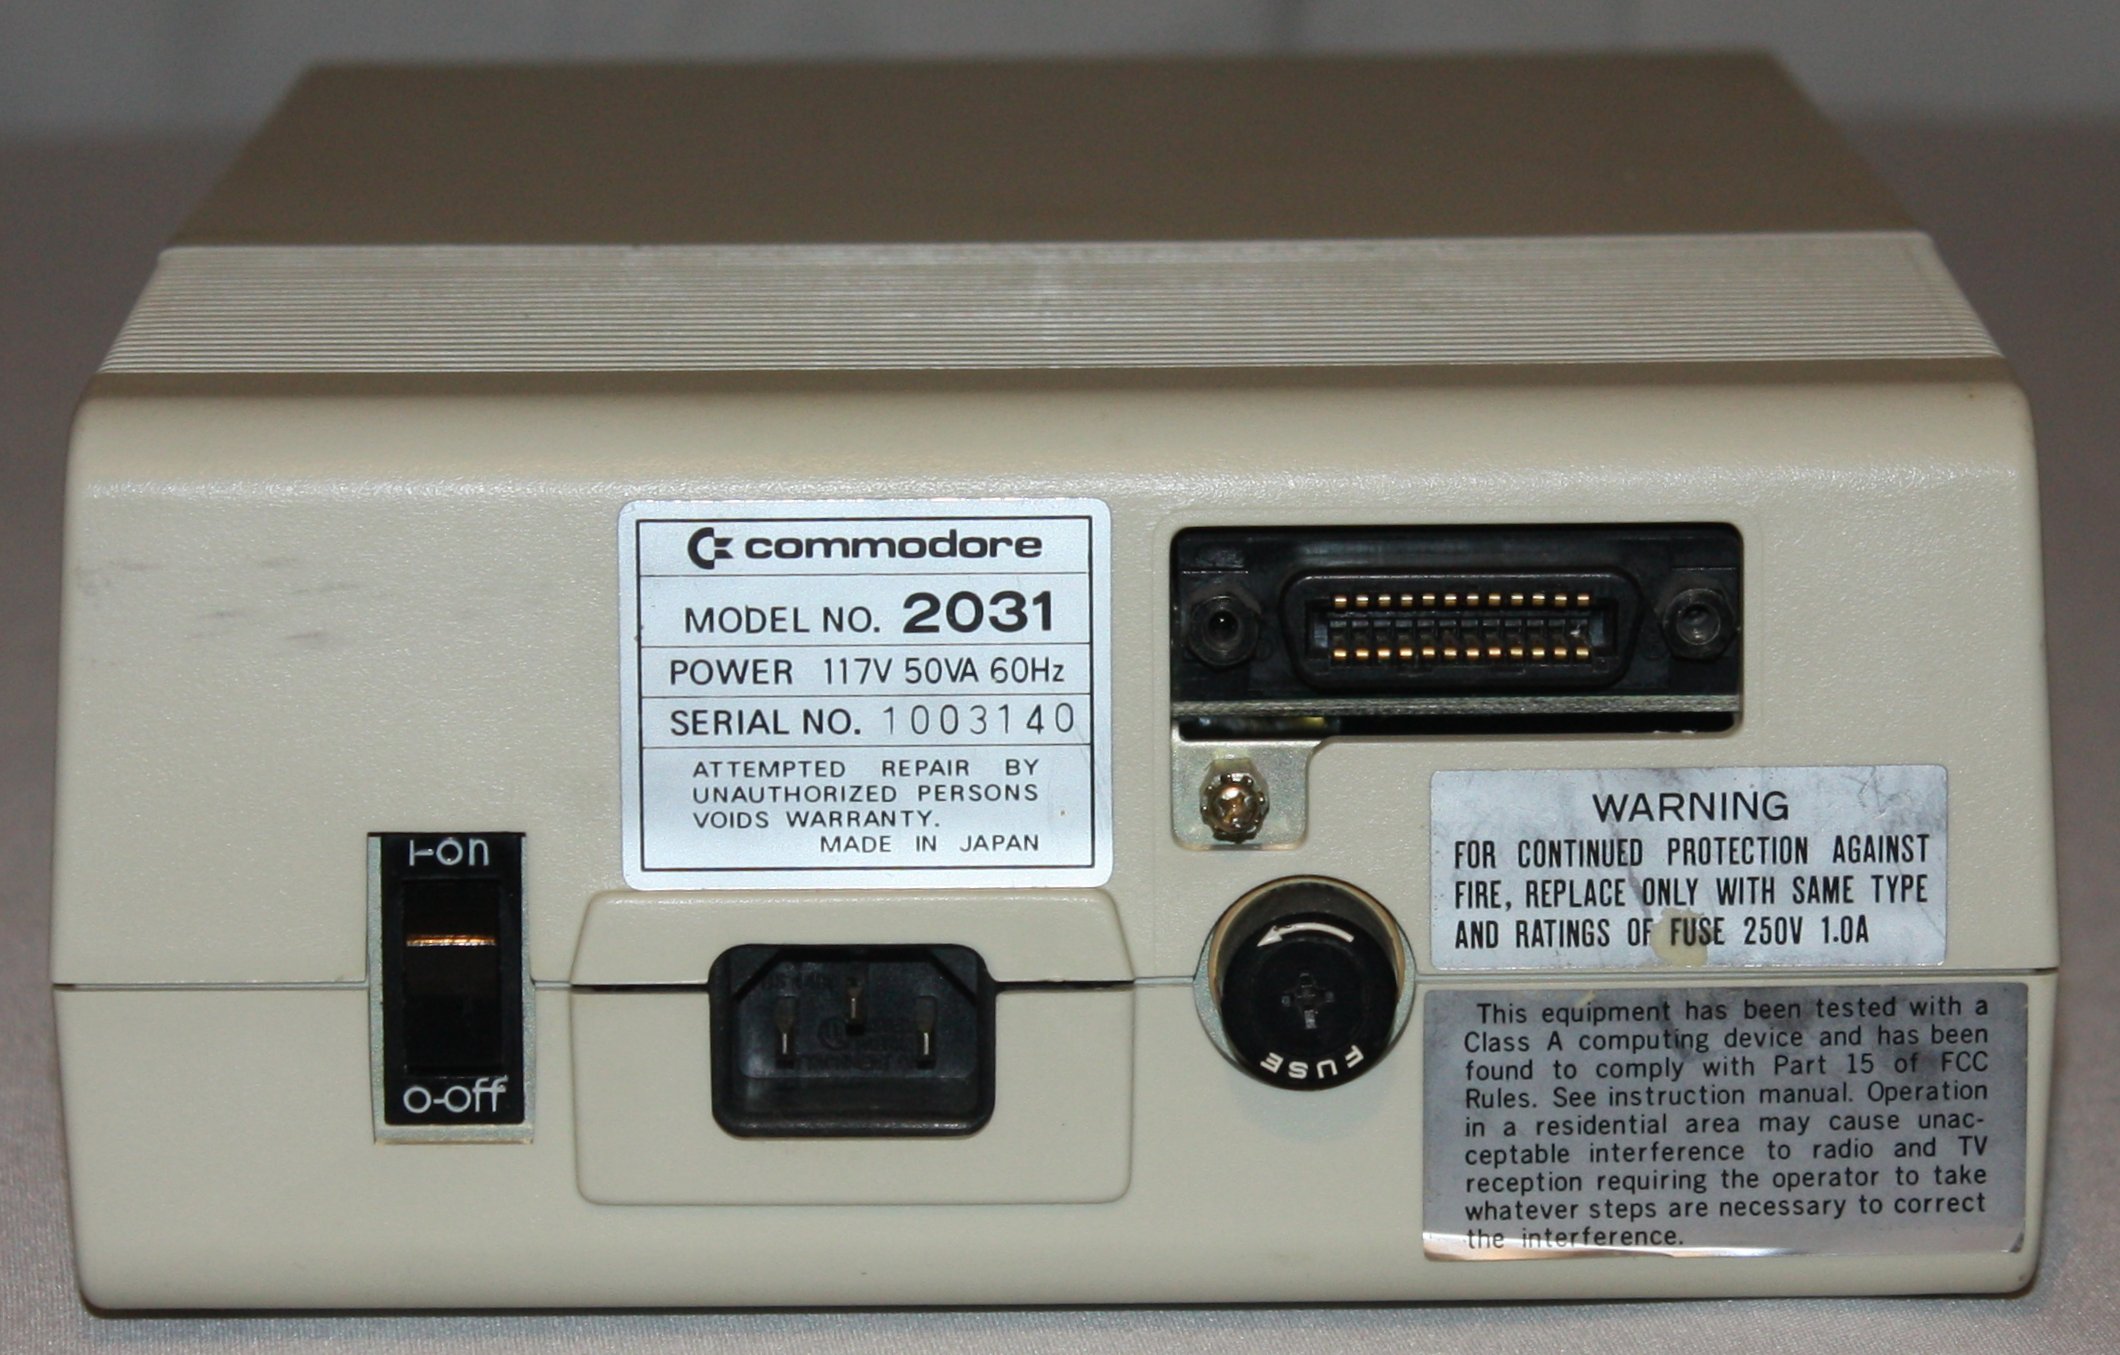 commodore
MODEL NO. 2031
POWER 117V 50VA 60Hz
SERIAL NO. 1003140
ATTEMPTED REPAIR BY
UNAUTHORIZED PERSONS
VOIDS WARRANTY.
MADE IN JAPAN
WARNING
FOR CONTINUED PROTECTION AGAINST
FIRE, REPLACE ONLY WITH SAME TYPE
AND RATINGS OF FUSE 250V 1.0A
I-on
O-off
FUSE
This equipment has been tested with a
Class A computing device and has been
found to comply with Part 15 of FCC
Rules. See instruction manual. Operation
in a residential area may cause unac-
ceptable interference to radio and TV
reception requiring the operator to take
whatever steps are necessary to correct
the interference.